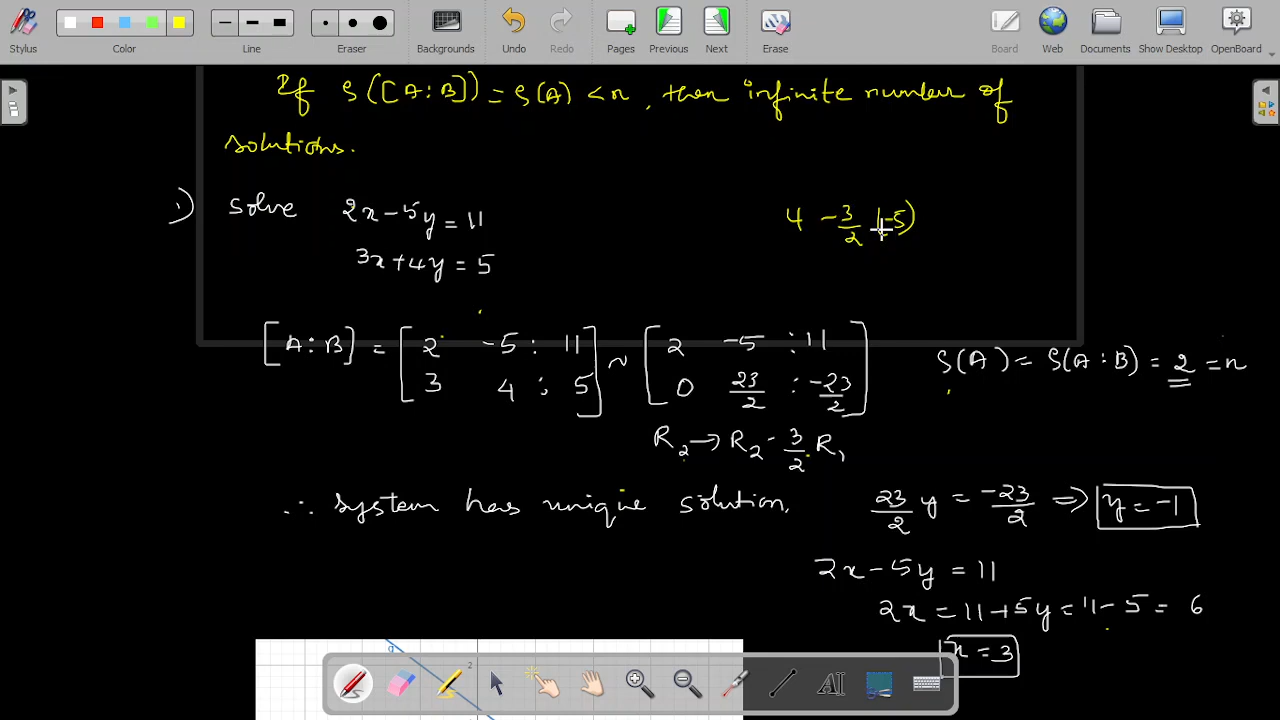 Stylus Color Line Eraser Backgrounds Undo Redo Pages Previous Next Erase Board Web Documents Show Desktop OpenBoard
If ρ([A:B]) = ρ(A) < n, then infinite number of
solutions.
1) solve 2x - 5y = 11
3x + 4y = 5
4 - 3/2 (-5)
[A:B] = [2 -5 : 11
3 4 : 5] ~ [2 -5 : 11
0 23/2 : -23/2]
ρ(A) = ρ(A:B) = 2 = n
R₂ → R₂ - 3/2 R₁
∴ system has unique solution.
23/2 y = -23/2 ⇒ y = -1
2x - 5y = 11
2x = 11 + 5y = 11 - 5 = 6
x = 3
a
2
AI